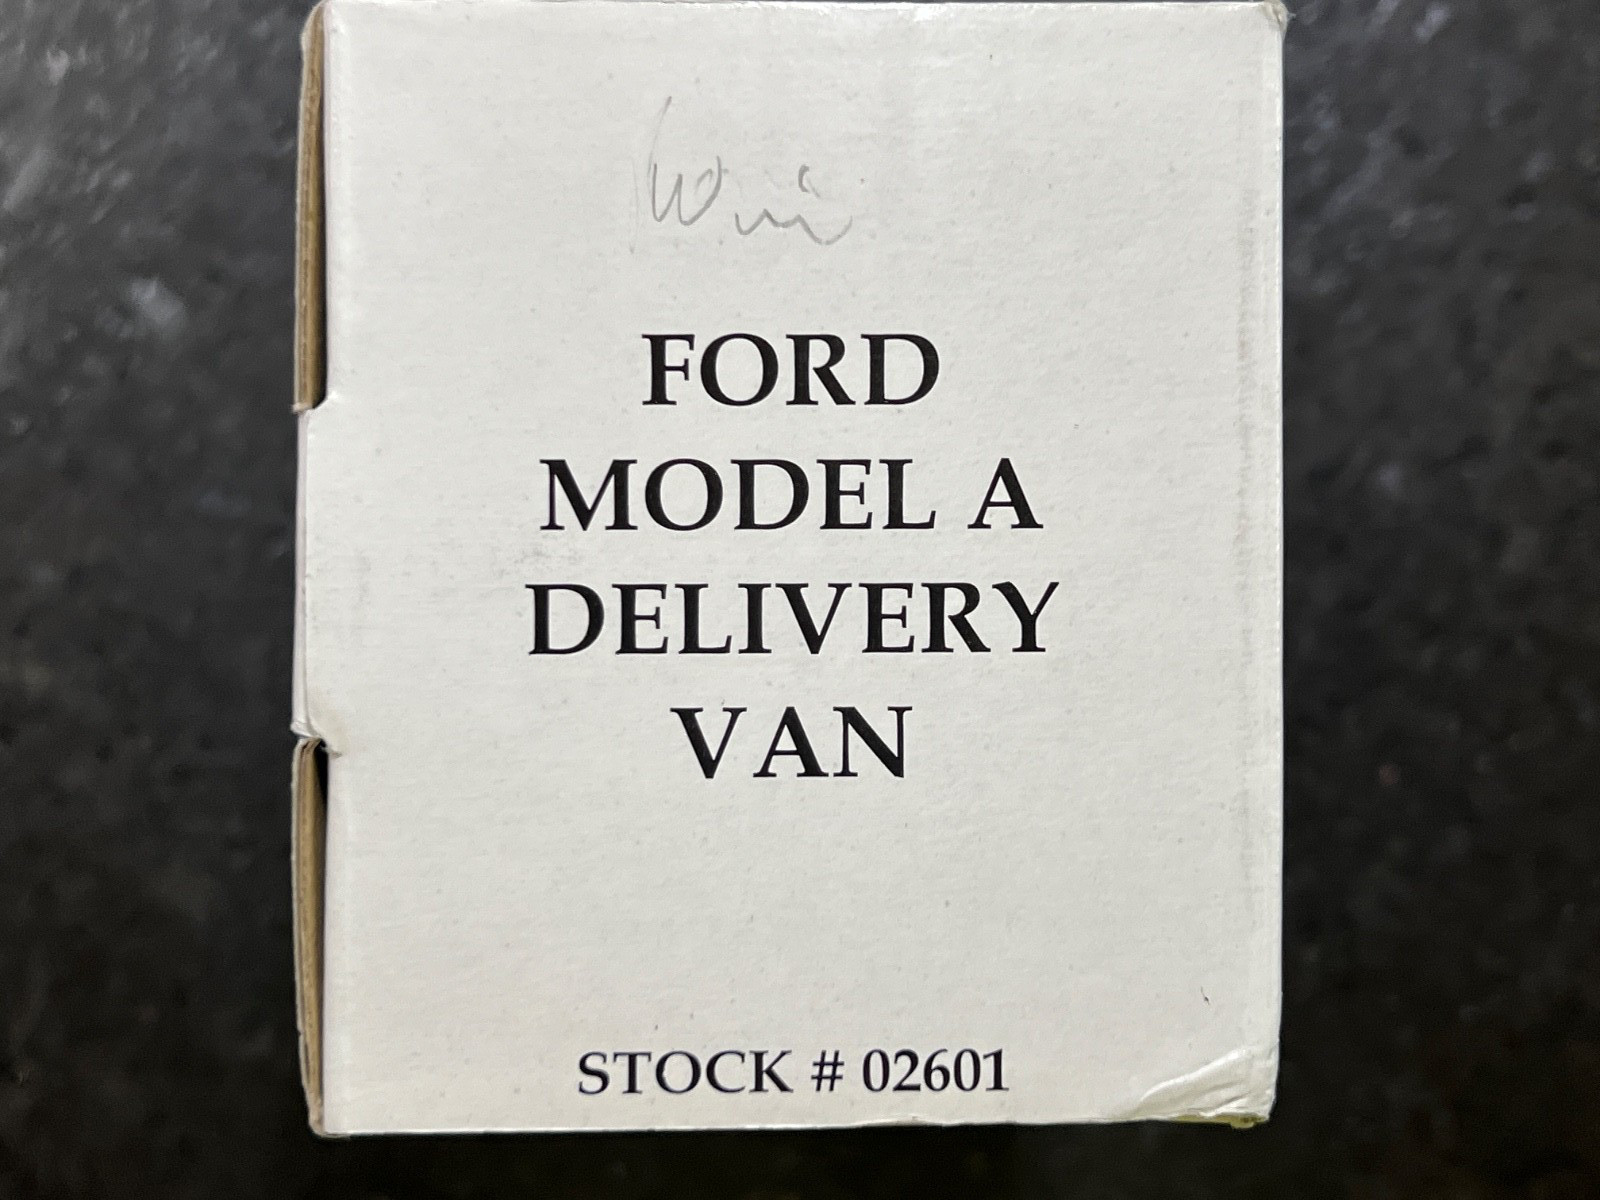 FORD
MODEL A
DELIVERY
VAN
STOCK # 02601